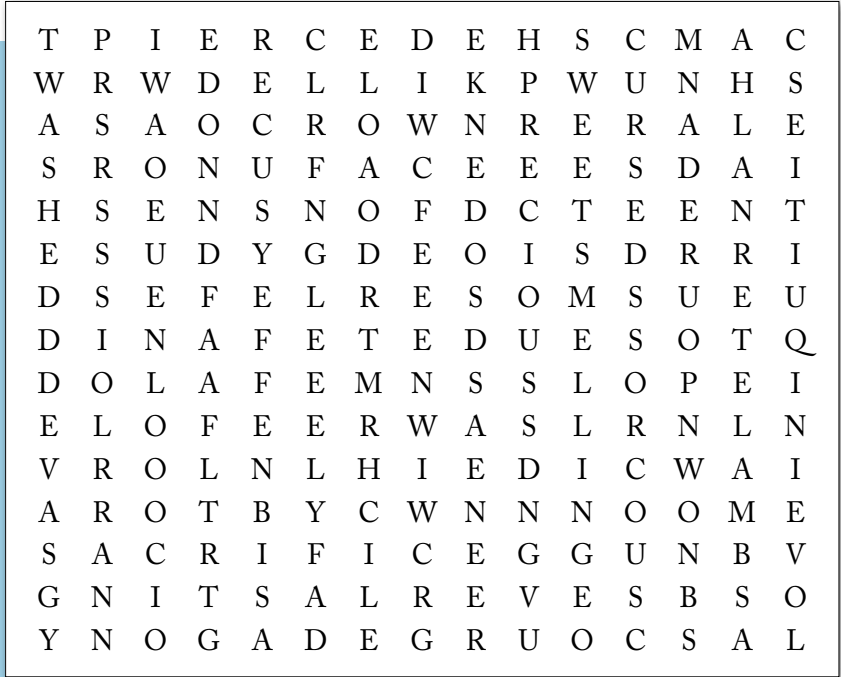 T P I E R C E D E H S C M A C
W R W D E L L I K P W U N H S
A S A O C R O W N R E R A L E
S R O N U F A C E E E S D A I
H S E N S N O F D C T E E N T
E S U D Y G D E O I S D R R I
D S E F E L R E S O M S U E U
D I N A F E T E D U E S O T Q
D O L A F E M N S S L O P E I
E L O F E E R W A S L R N L N
V R O L N L H I E D I C W A I
A R O T B Y C W N N N O O M E
S A C R I F I C E G G U N B V
G N I T S A L R E V E S B S O
Y N O G A D E G R U O C S A L